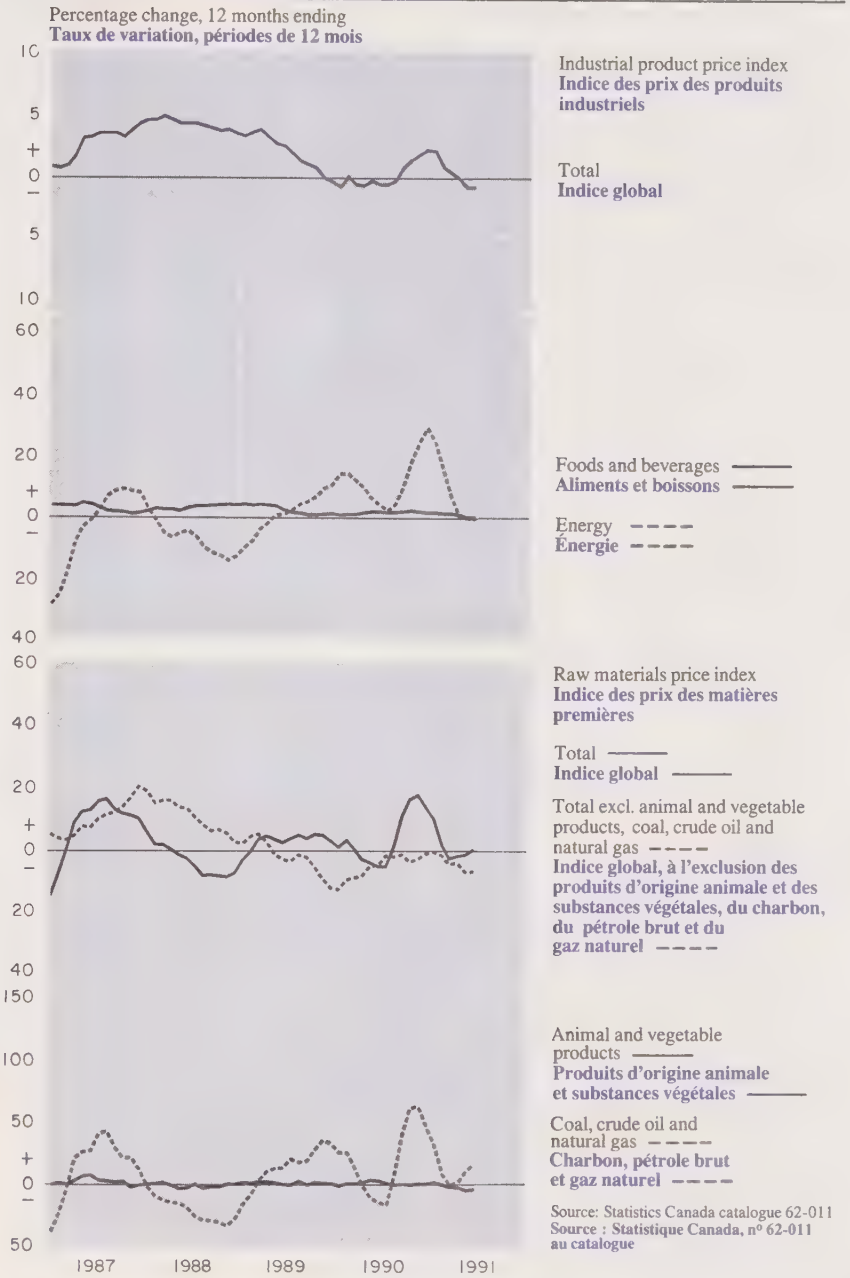 Percentage change, 12 months ending
Taux de variation, périodes de 12 mois
10
5
+
0
–
5
10
Industrial product price index
Indice des prix des produits
industriels
Total
Indice global
60
40
20
+
0
–
20
40
Foods and beverages
Aliments et boissons
Energy
Énergie
60
40
20
+
0
–
20
40
Raw materials price index
Indice des prix des matières
premières
Total
Indice global
Total excl. animal and vegetable
products, coal, crude oil and
natural gas
Indice global, à l'exclusion des
produits d'origine animale et des
substances végétales, du charbon,
du pétrole brut et du
gaz naturel
150
100
50
+
0
–
50
Animal and vegetable
products
Produits d'origine animale
et substances végétales
Coal, crude oil and
natural gas
Charbon, pétrole brut
et gaz naturel
Source: Statistics Canada catalogue 62-011
Source : Statistique Canada, nº 62-011
au catalogue
1987 1988 1989 1990 1991